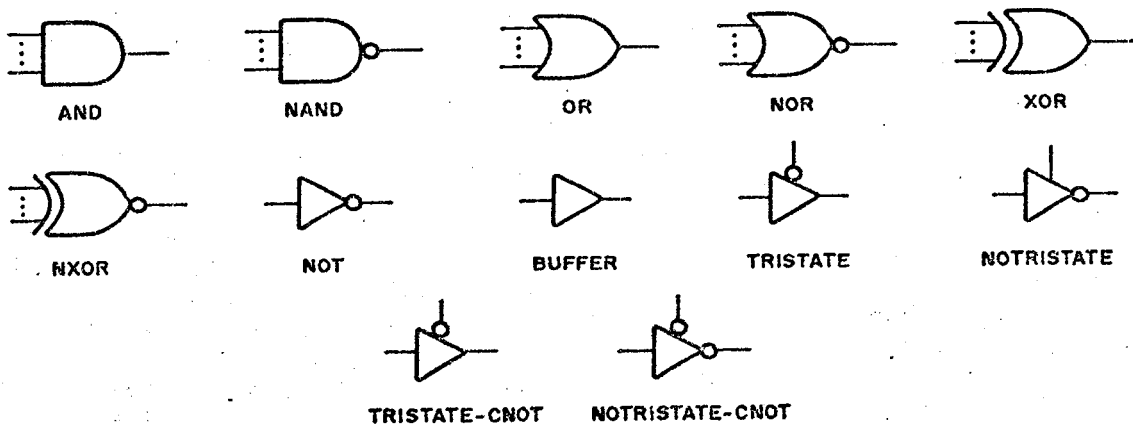 AND NAND OR NOR XOR
NXOR NOT BUFFER TRISTATE NOTRISTATE
TRISTATE-CNOT NOTRISTATE-CNOT